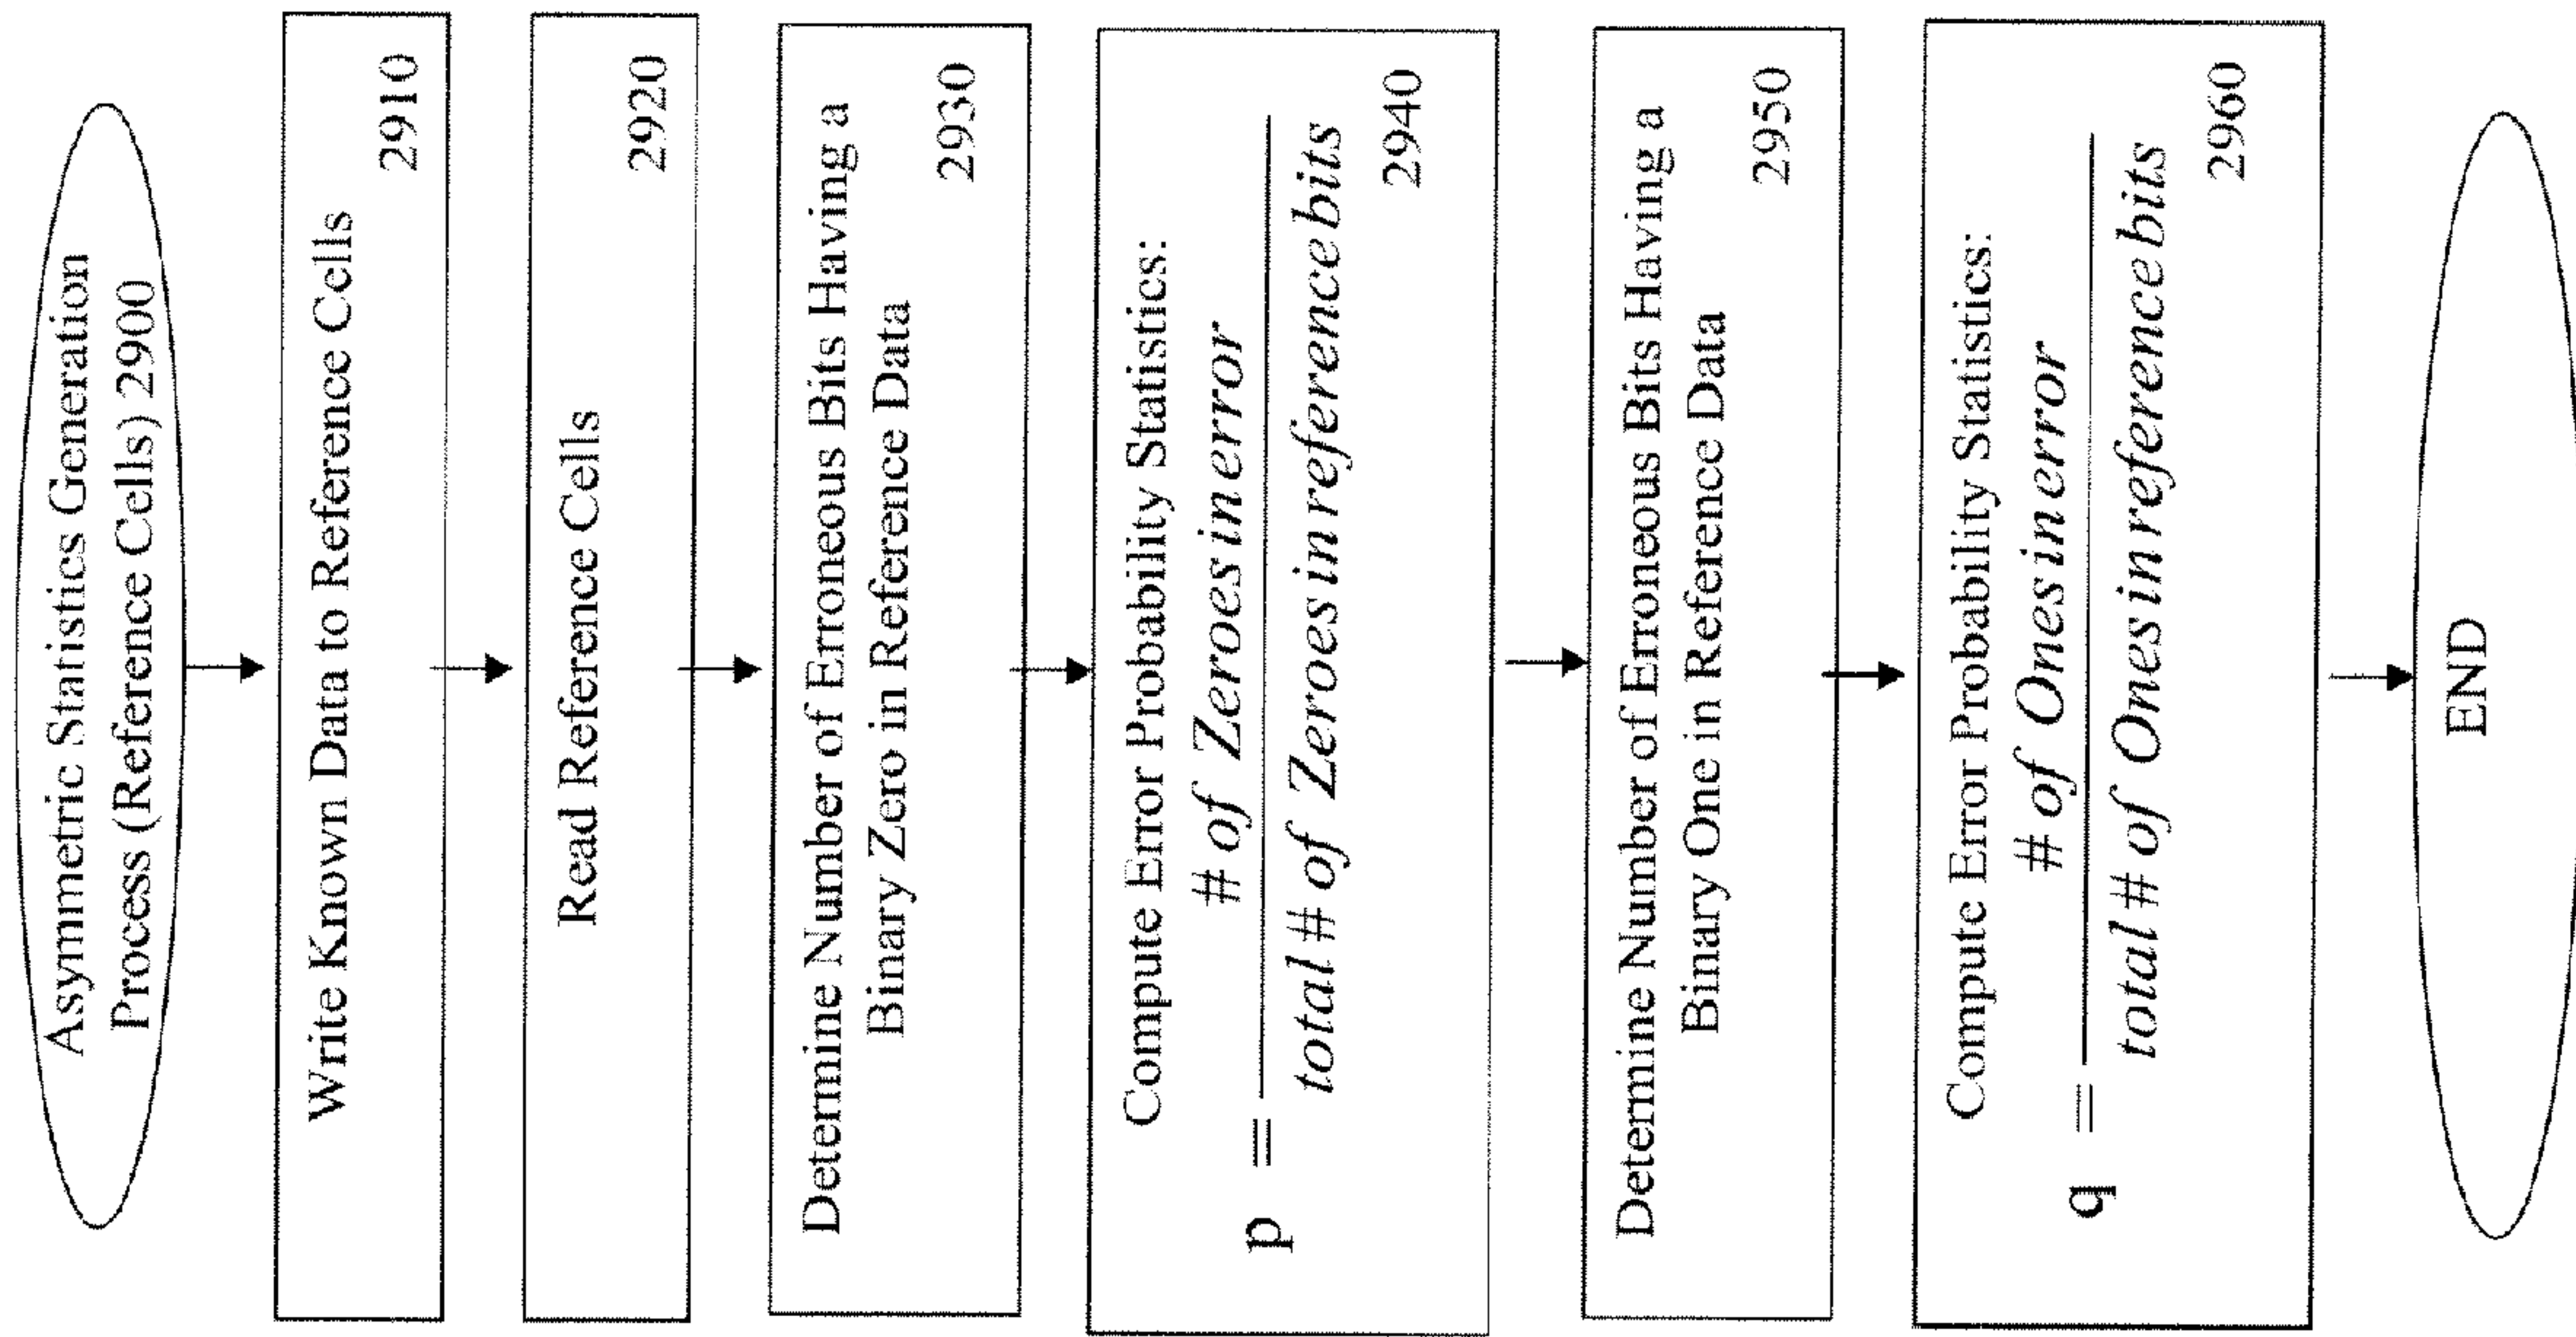 Asymmetric Statistics Generation
Process (Reference Cells) 2900
Write Known Data to Reference Cells
2910
Read Reference Cells
2920
Determine Number of Erroneous Bits Having a
Binary Zero in Reference Data
2930
Compute Error Probability Statistics:
# of Zeroes in error
p =
total # of Zeroes in reference bits
2940
Determine Number of Erroneous Bits Having a
Binary One in Reference Data
2950
Compute Error Probability Statistics:
# of Ones in error
q =
total # of Ones in reference bits
2960
END